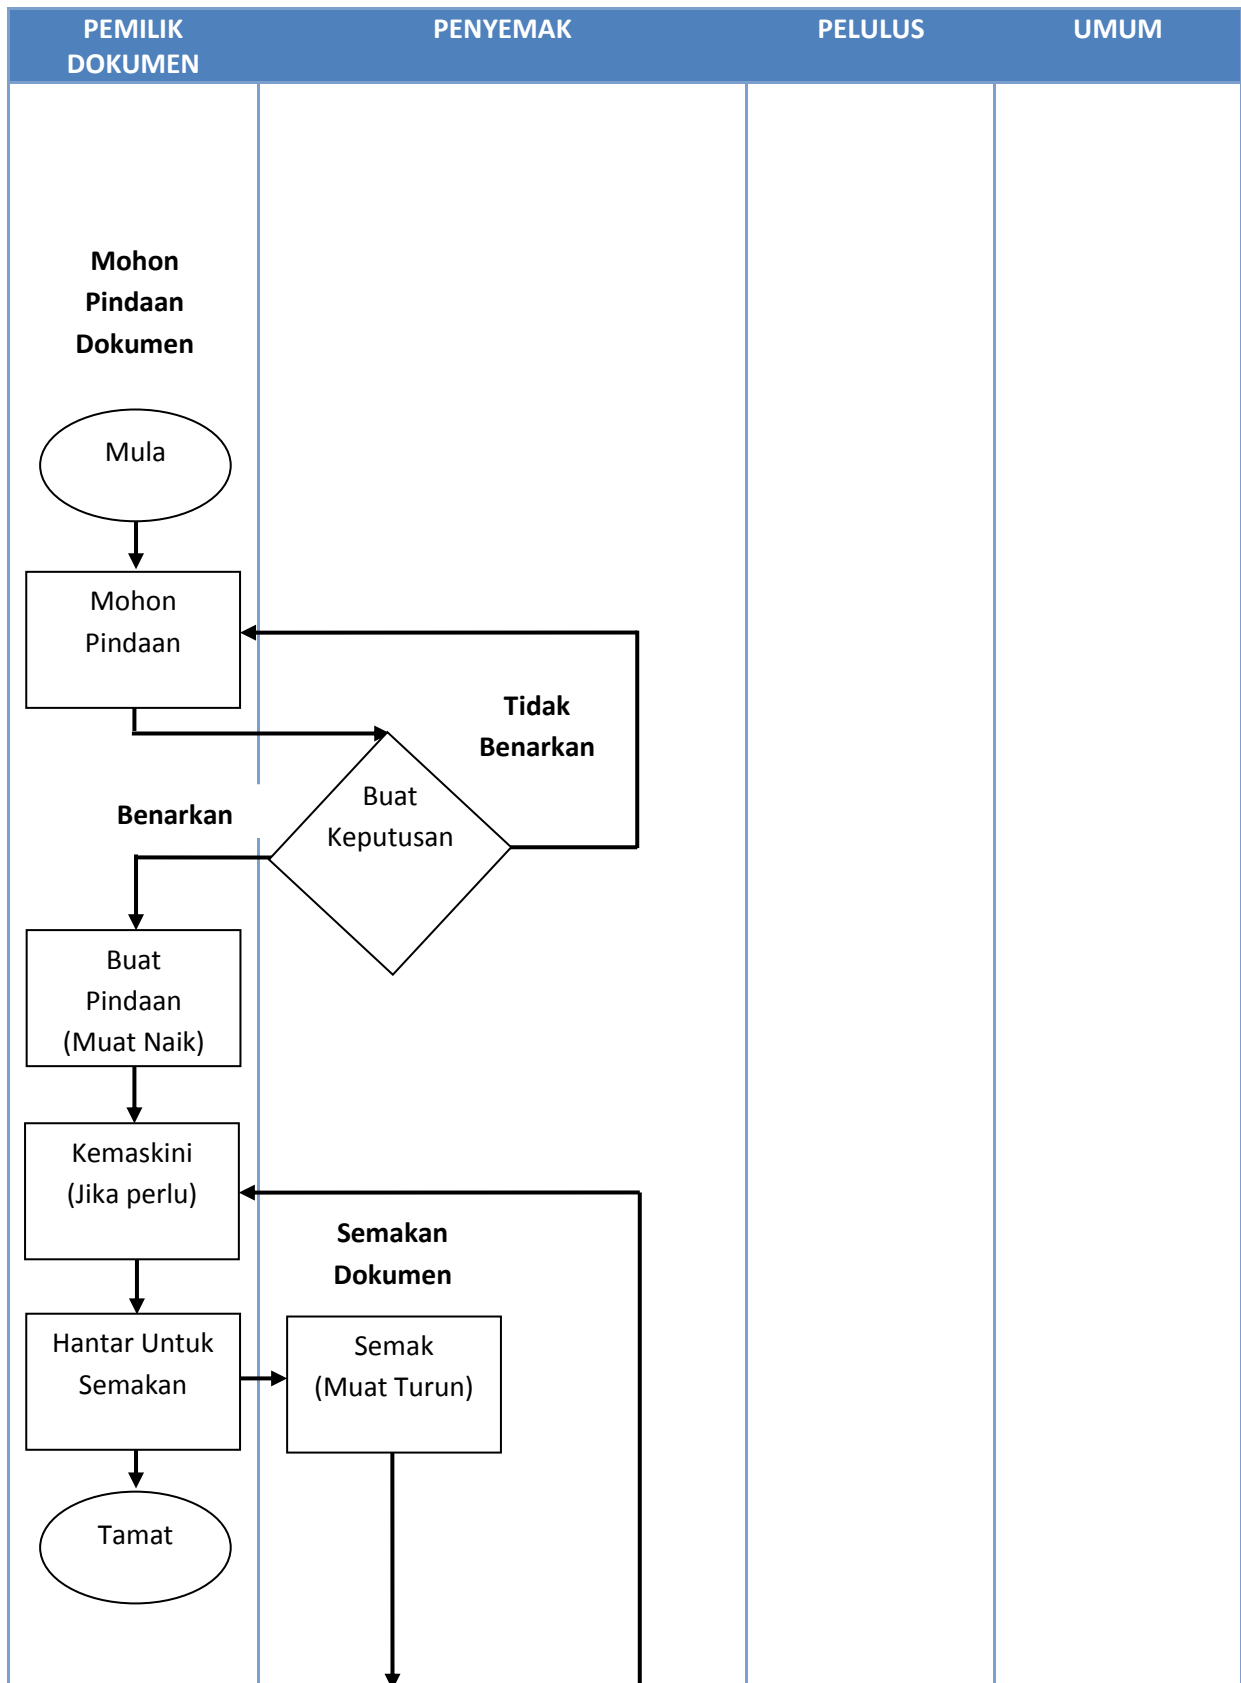 PEMILIK
DOKUMEN
PENYEMAK
PELULUS
UMUM
Mohon
Pindaan
Dokumen
Mula
Mohon
Pindaan
Tidak
Benarkan
Buat
Keputusan
Benarkan
Buat
Pindaan
(Muat Naik)
Kemaskini
(Jika perlu)
Semakan
Dokumen
Hantar Untuk
Semakan
Semak
(Muat Turun)
Tamat